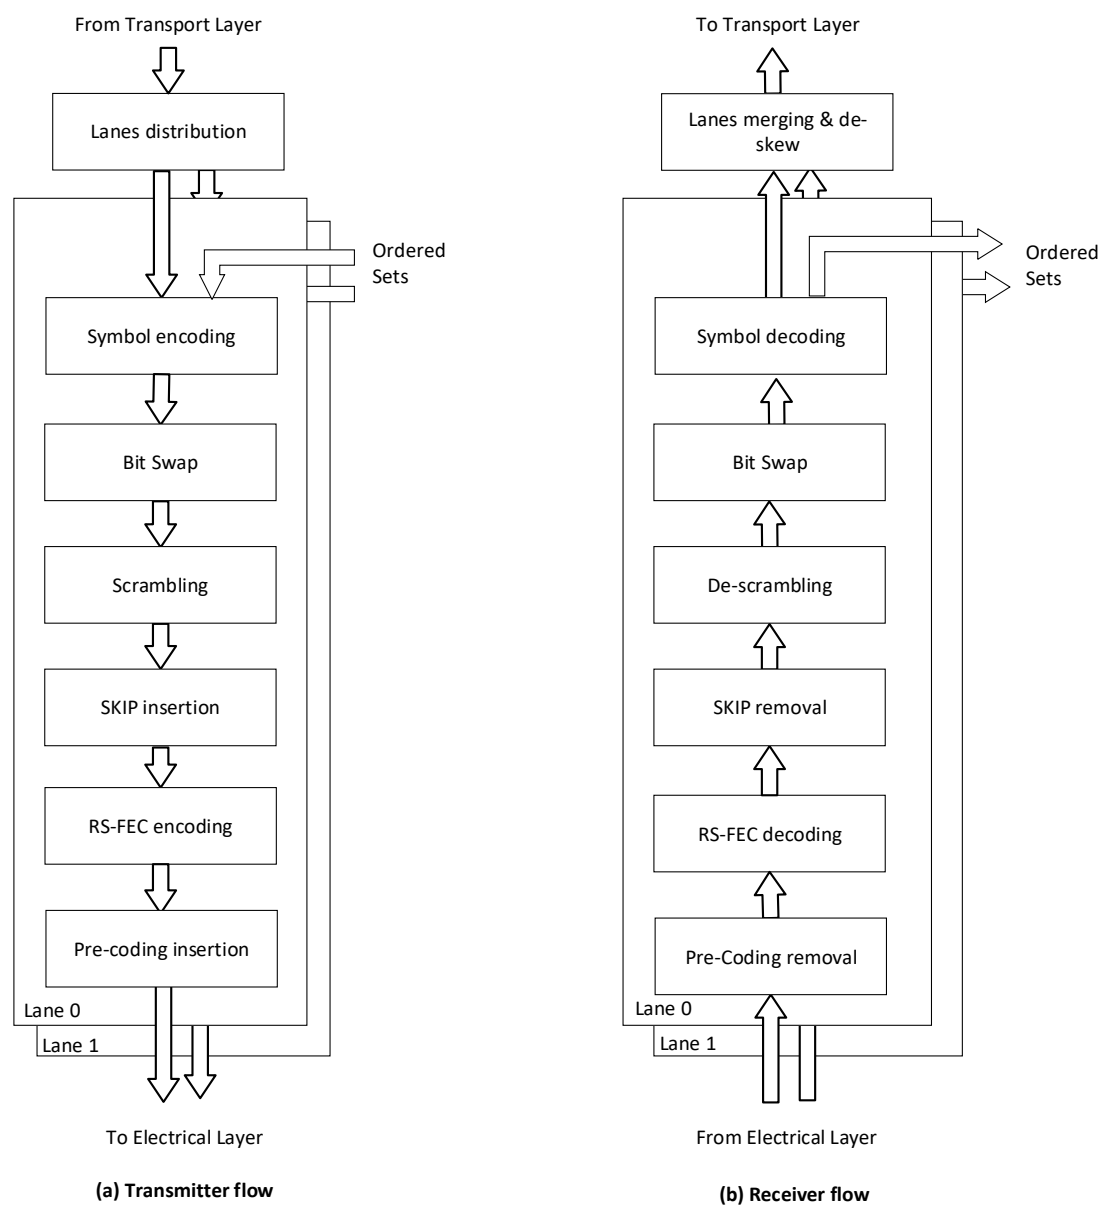 From Transport Layer
Lanes distribution
Ordered
Sets
Symbol encoding
Bit Swap
Scrambling
SKIP insertion
RS-FEC encoding
Pre-coding insertion
Lane 0
Lane 1
To Electrical Layer
(a) Transmitter flow
To Transport Layer
Lanes merging & de-
skew
Ordered
Sets
Symbol decoding
Bit Swap
De-scrambling
SKIP removal
RS-FEC decoding
Pre-Coding removal
Lane 0
Lane 1
From Electrical Layer
(b) Receiver flow